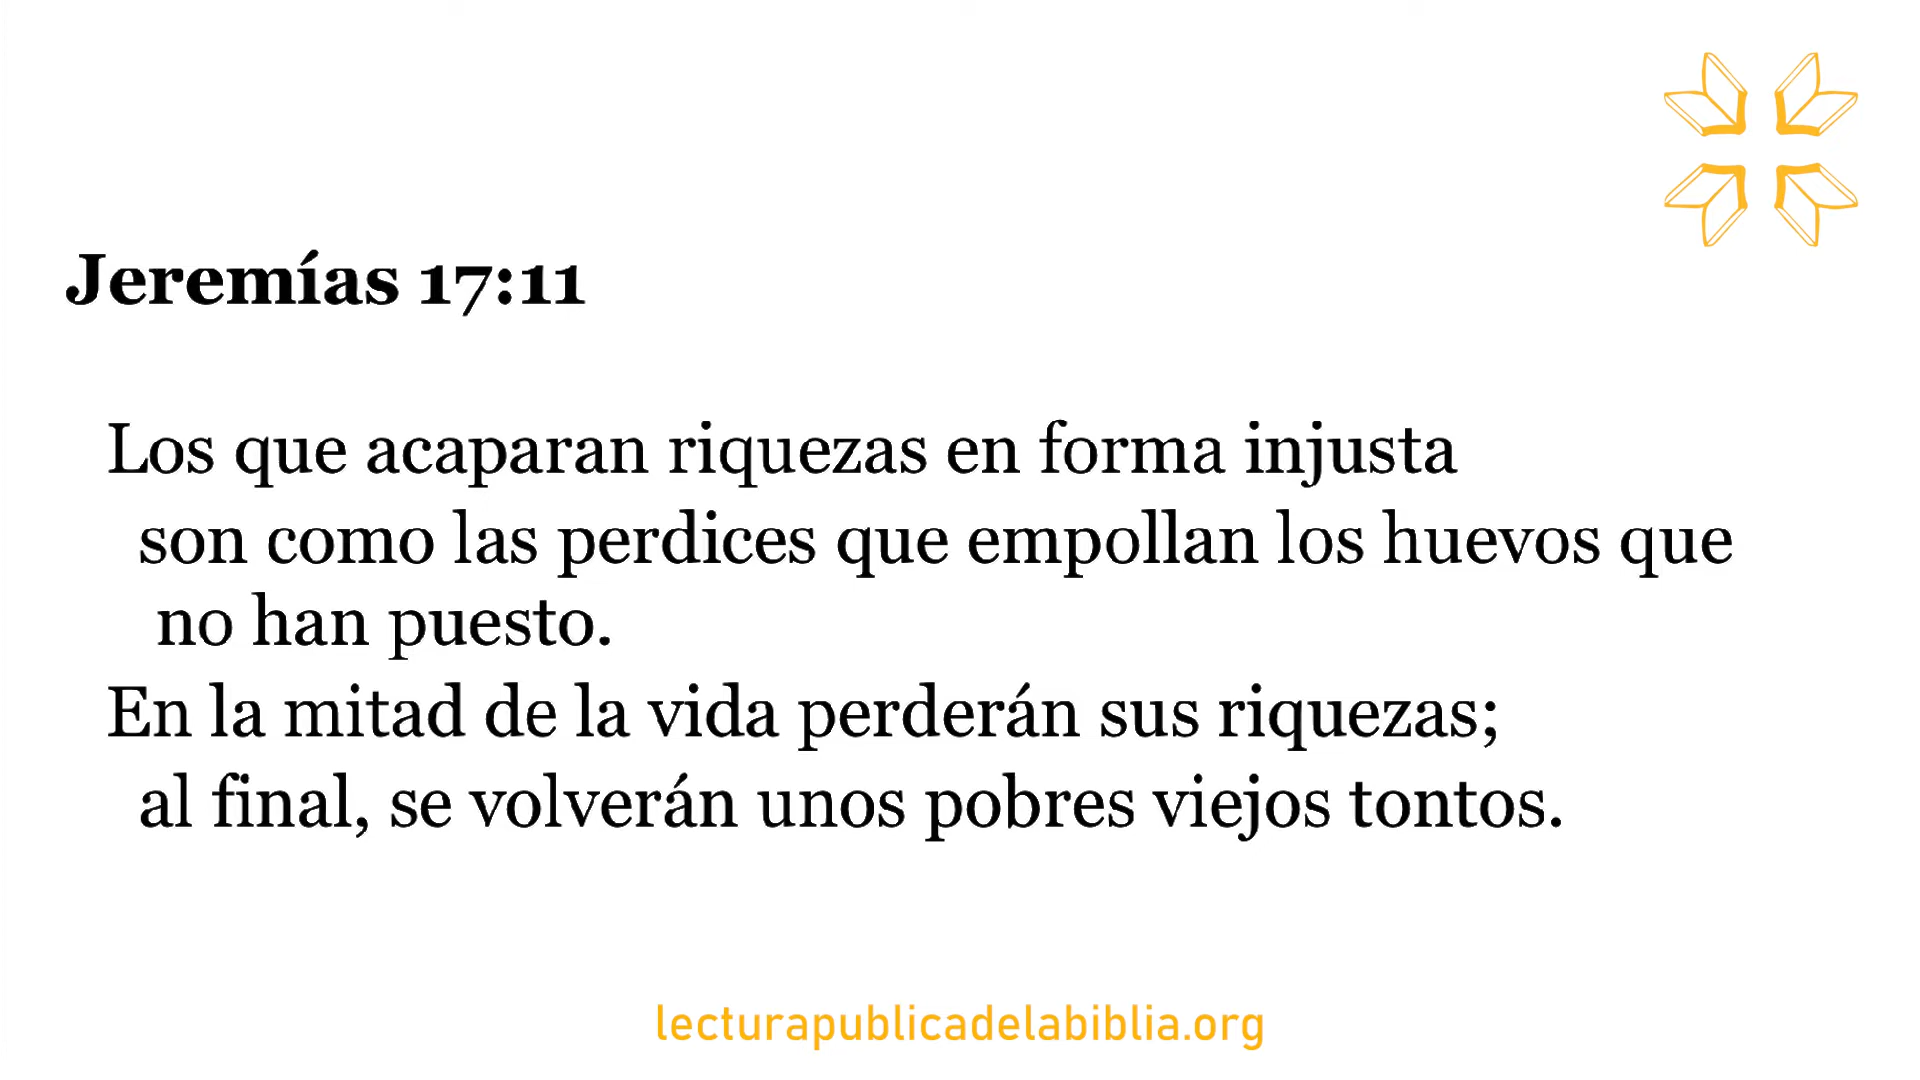 Jeremías 17:11
Los que acaparan riquezas en forma injusta
son como las perdices que empollan los huevos que
no han puesto.
En la mitad de la vida perderán sus riquezas;
al final, se volverán unos pobres viejos tontos.
lecturapublicadelabiblia.org